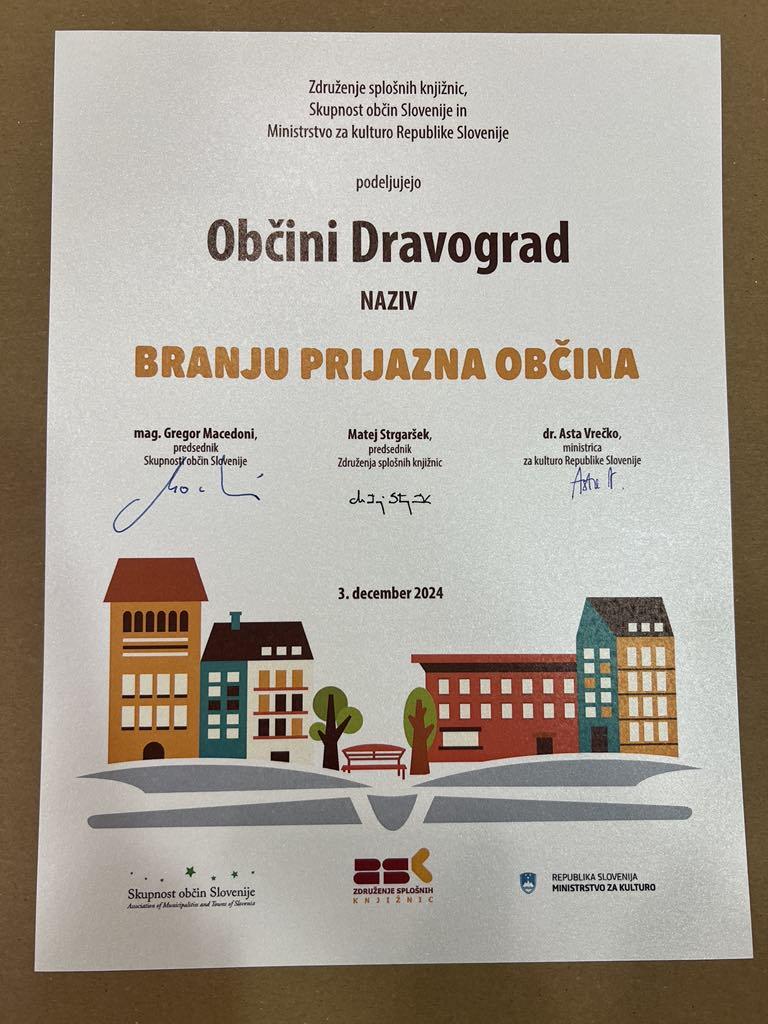 Združenje splošnih knjižnic,
Skupnost občin Slovenije in
Ministrstvo za kulturo Republike Slovenije
podeljujejo
Občini Dravograd
NAZIV
BRANJU PRIJAZNA OBČINA
mag. Gregor Macedoni,
predsednik
Skupnosti občin Slovenije
Matej Strgaršek,
predsednik
Združenja splošnih knjižnic
dr. Asta Vrečko,
ministrica
za kulturo Republike Slovenije
3. december 2024
Skupnost občin Slovenije
Association of Municipalities and Towns of Slovenia
ZDRUŽENJE SPLOŠNIH
KNJIŽNIC
REPUBLIKA SLOVENIJA
MINISTRSTVO ZA KULTURO